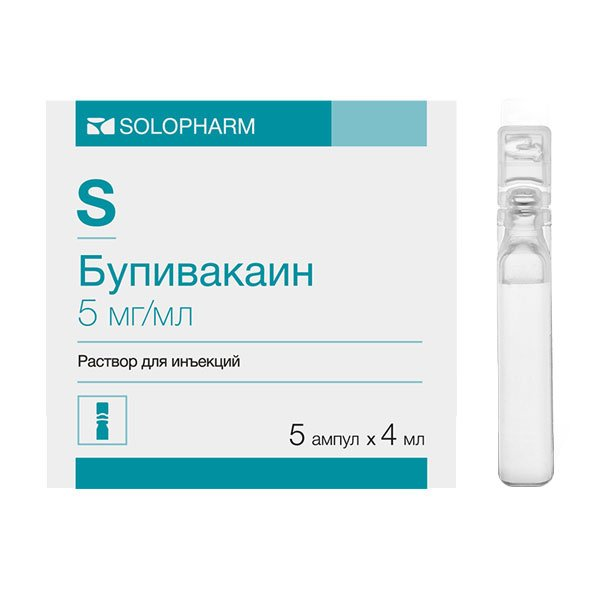 SOLOPHARM
S
Бупивакаин
5 мг/мл
Раствор для инъекций
5 ампул х 4 мл